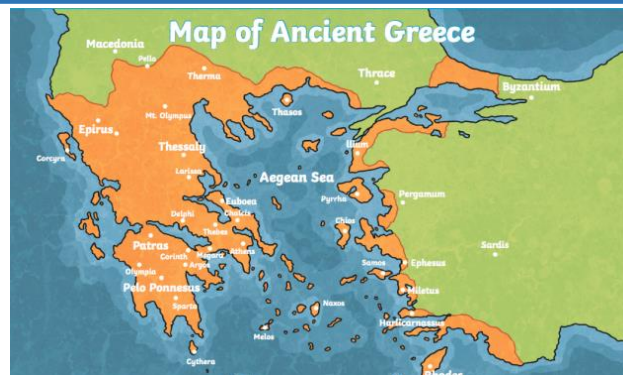 Map of Ancient Greece
Macedonia
Pella
Therma
Thrace
Byzantium
Thasos
Mt. Olympus
Epirus
Ilium
Corcyra
Thessaly
Larissa
Aegean Sea
Pyrrha
Pergamum
Euboea
Chalcis
Delphi
Thebes
Chios
Patras
Corinth
Megara
Athens
Sardis
Olympia
Argos
Samos
Ephesus
Pelo Ponnesus
Miletus
Sparta
Naxos
Harlicarnassus
Melos
Cythera
Rhodes